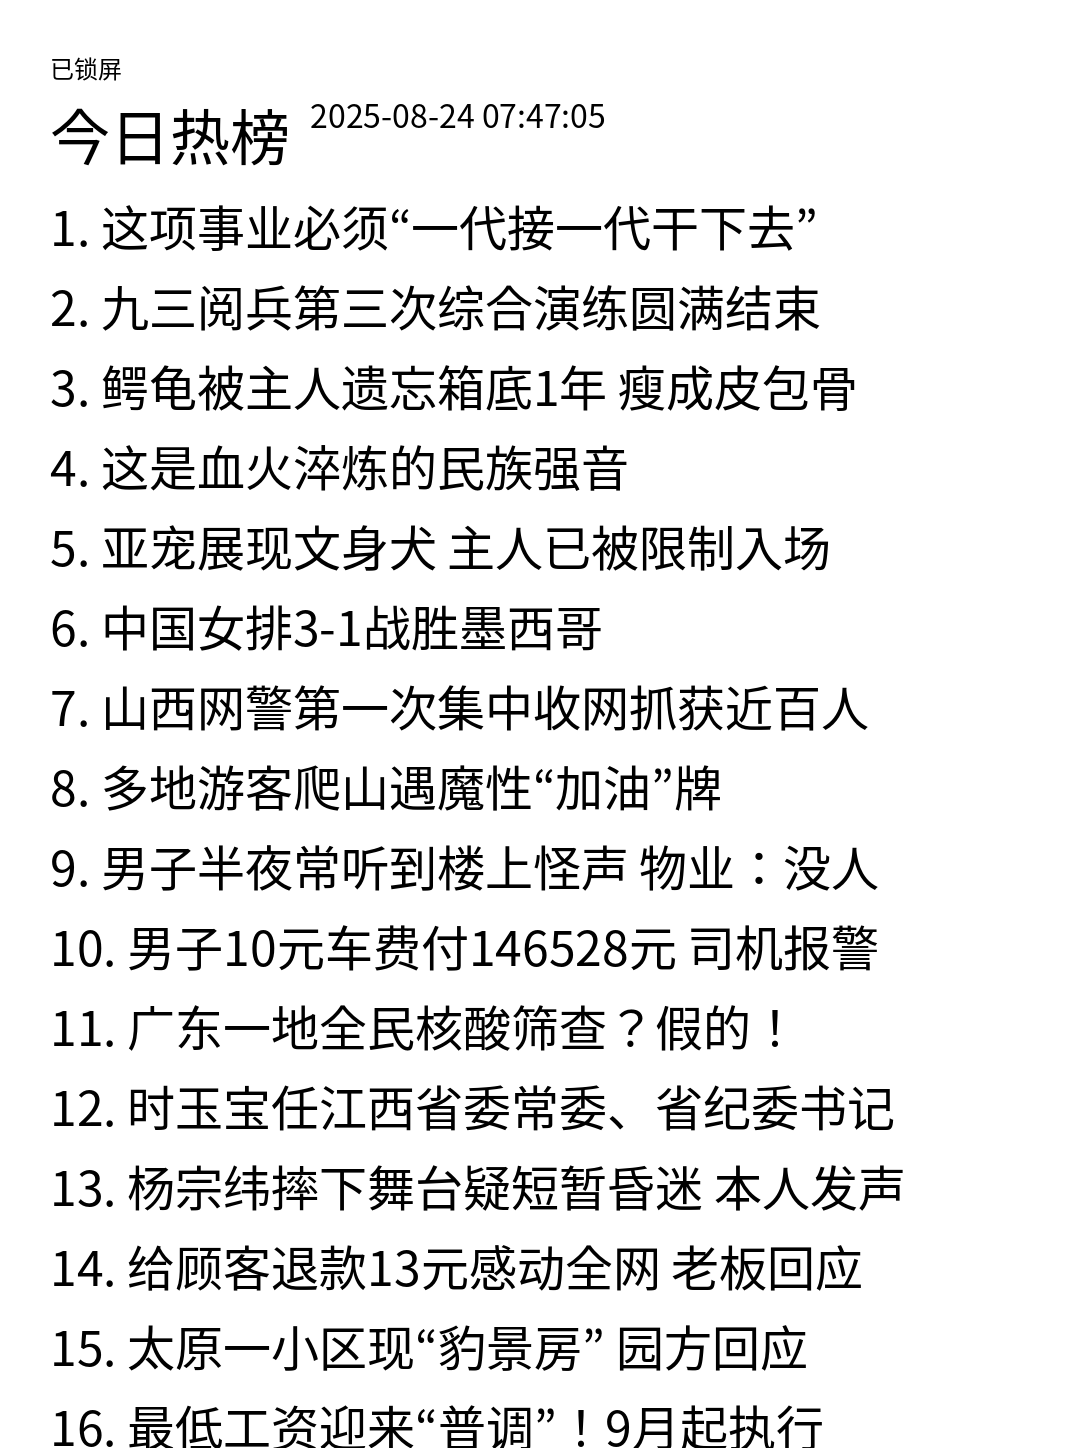 已锁屏
今日热榜 2025-08-24 07:47:05
1. 这项事业必须“一代接一代干下去”
2. 九三阅兵第三次综合演练圆满结束
3. 鳄龟被主人遗忘箱底1年 瘦成皮包骨
4. 这是血火淬炼的民族强音
5. 亚宠展现文身犬 主人已被限制入场
6. 中国女排3-1战胜墨西哥
7. 山西网警第一次集中收网抓获近百人
8. 多地游客爬山遇魔性“加油”牌
9. 男子半夜常听到楼上怪声 物业：没人
10. 男子10元车费付146528元 司机报警
11. 广东一地全民核酸筛查？假的！
12. 时玉宝任江西省委常委、省纪委书记
13. 杨宗纬摔下舞台疑短暂昏迷 本人发声
14. 给顾客退款13元感动全网 老板回应
15. 太原一小区现“豹景房” 园方回应
16. 最低工资迎来“普调”！9月起执行